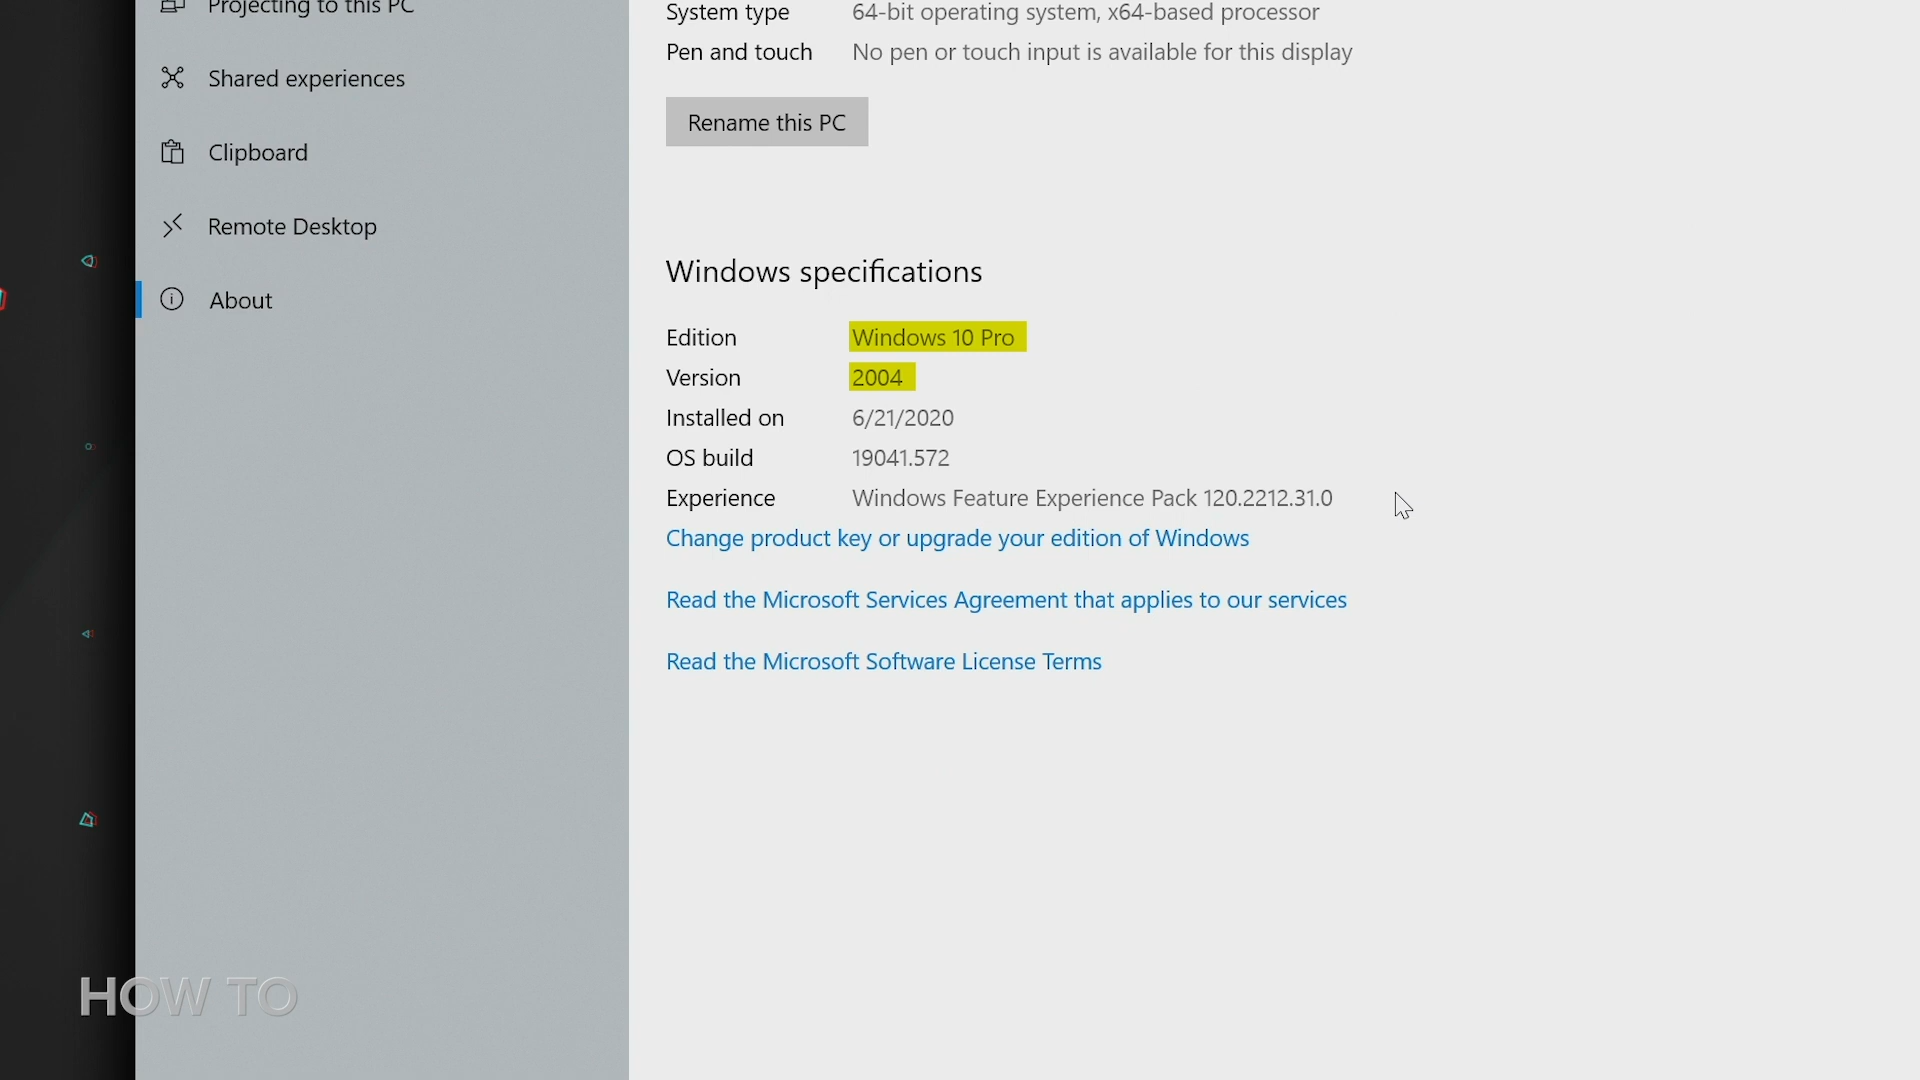 Projecting to this PC
Shared experiences
Clipboard
Remote Desktop
About
System type 64-bit operating system, x64-based processor
Pen and touch No pen or touch input is available for this display
Rename this PC
Windows specifications
Edition Windows 10 Pro
Version 2004
Installed on 6/21/2020
OS build 19041.572
Experience Windows Feature Experience Pack 120.2212.31.0
Change product key or upgrade your edition of Windows
Read the Microsoft Services Agreement that applies to our services
Read the Microsoft Software License Terms
HOW TO